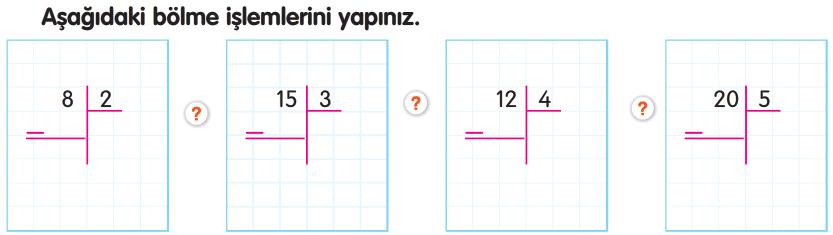 Aşağıdaki bölme işlemlerini yapınız.
8 2 ? 15 3 ? 12 4 ? 20 5